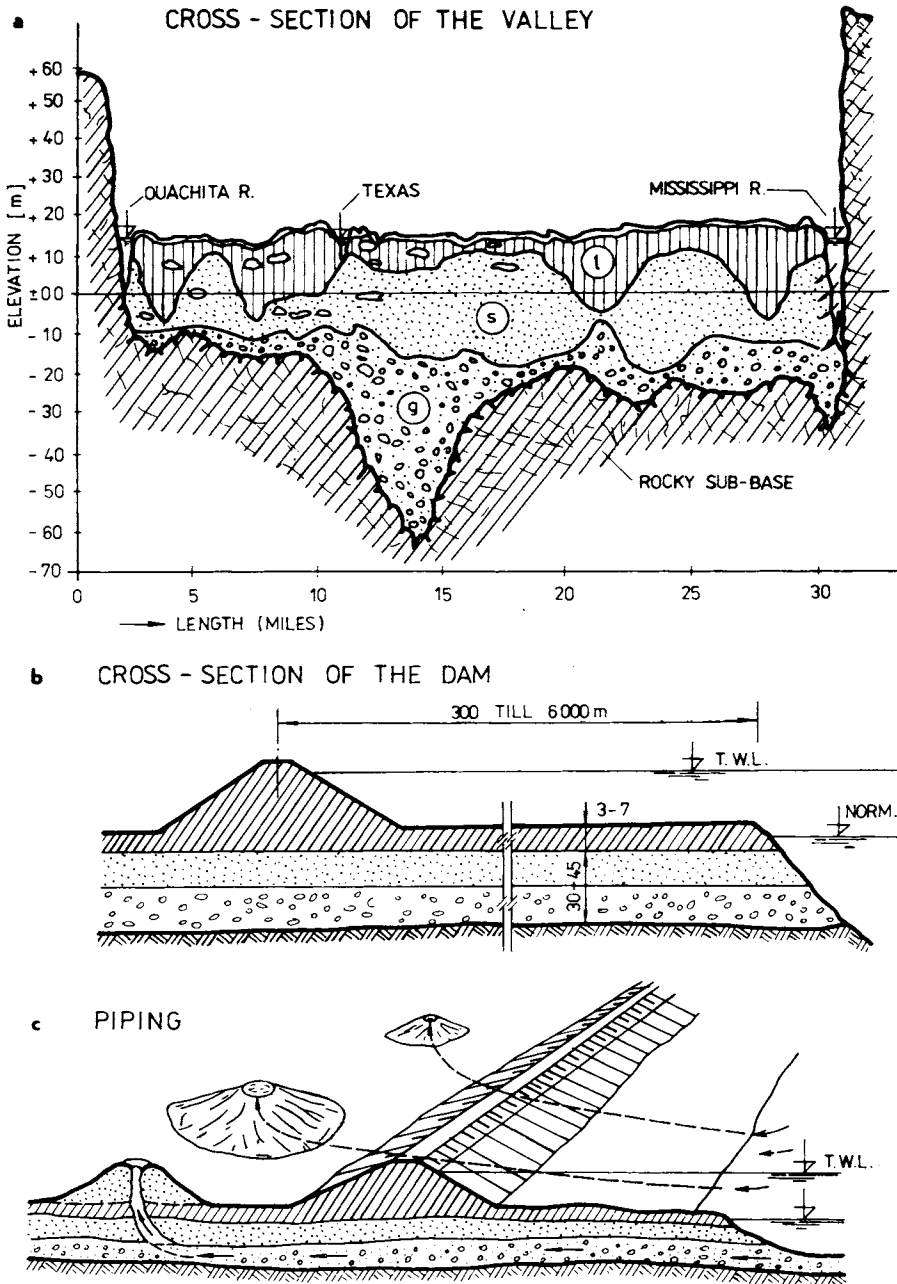 a CROSS - SECTION OF THE VALLEY
ELEVATION [m]
+60
+50
+40
+30
+20
+10
±00
-10
-20
-30
-40
-50
-60
-70
OUACHITA R.
TEXAS
MISSISSIPPI R.
l
s
g
ROCKY SUB-BASE
0 5 10 15 20 25 30
LENGTH (MILES)
b CROSS - SECTION OF THE DAM
300 TILL 6000 m
T.W.L.
3-7
NORM.
30-45
c PIPING
T.W.L.